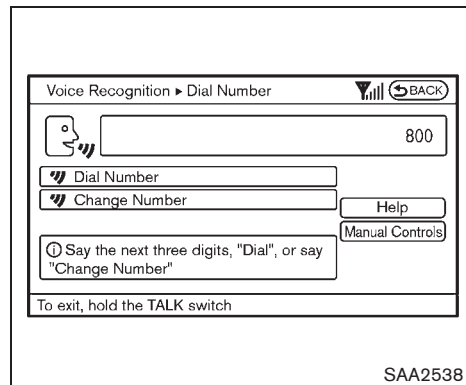 Voice Recognition ▸ Dial Number
BACK
800
Dial Number
Change Number
Help
Manual Controls
Say the next three digits, "Dial", or say
"Change Number"
To exit, hold the TALK switch
SAA2538